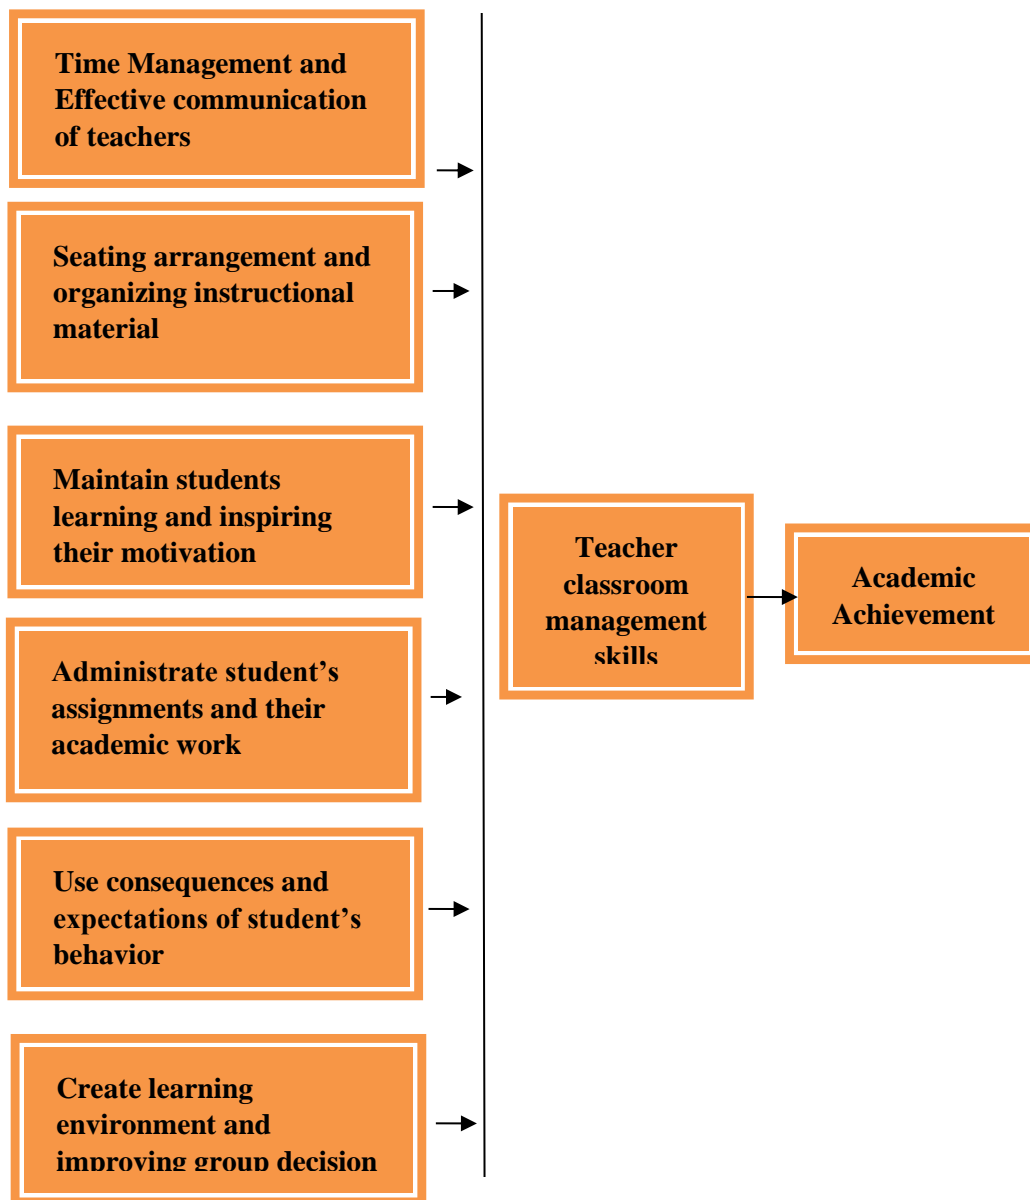 Time Management and
Effective communication
of teachers
Seating arrangement and
organizing instructional
material
Maintain students
learning and inspiring
their motivation
Teacher
classroom
management
skills
Academic
Achievement
Administrate student’s
assignments and their
academic work
Use consequences and
expectations of student’s
behavior
Create learning
environment and
improving group decision